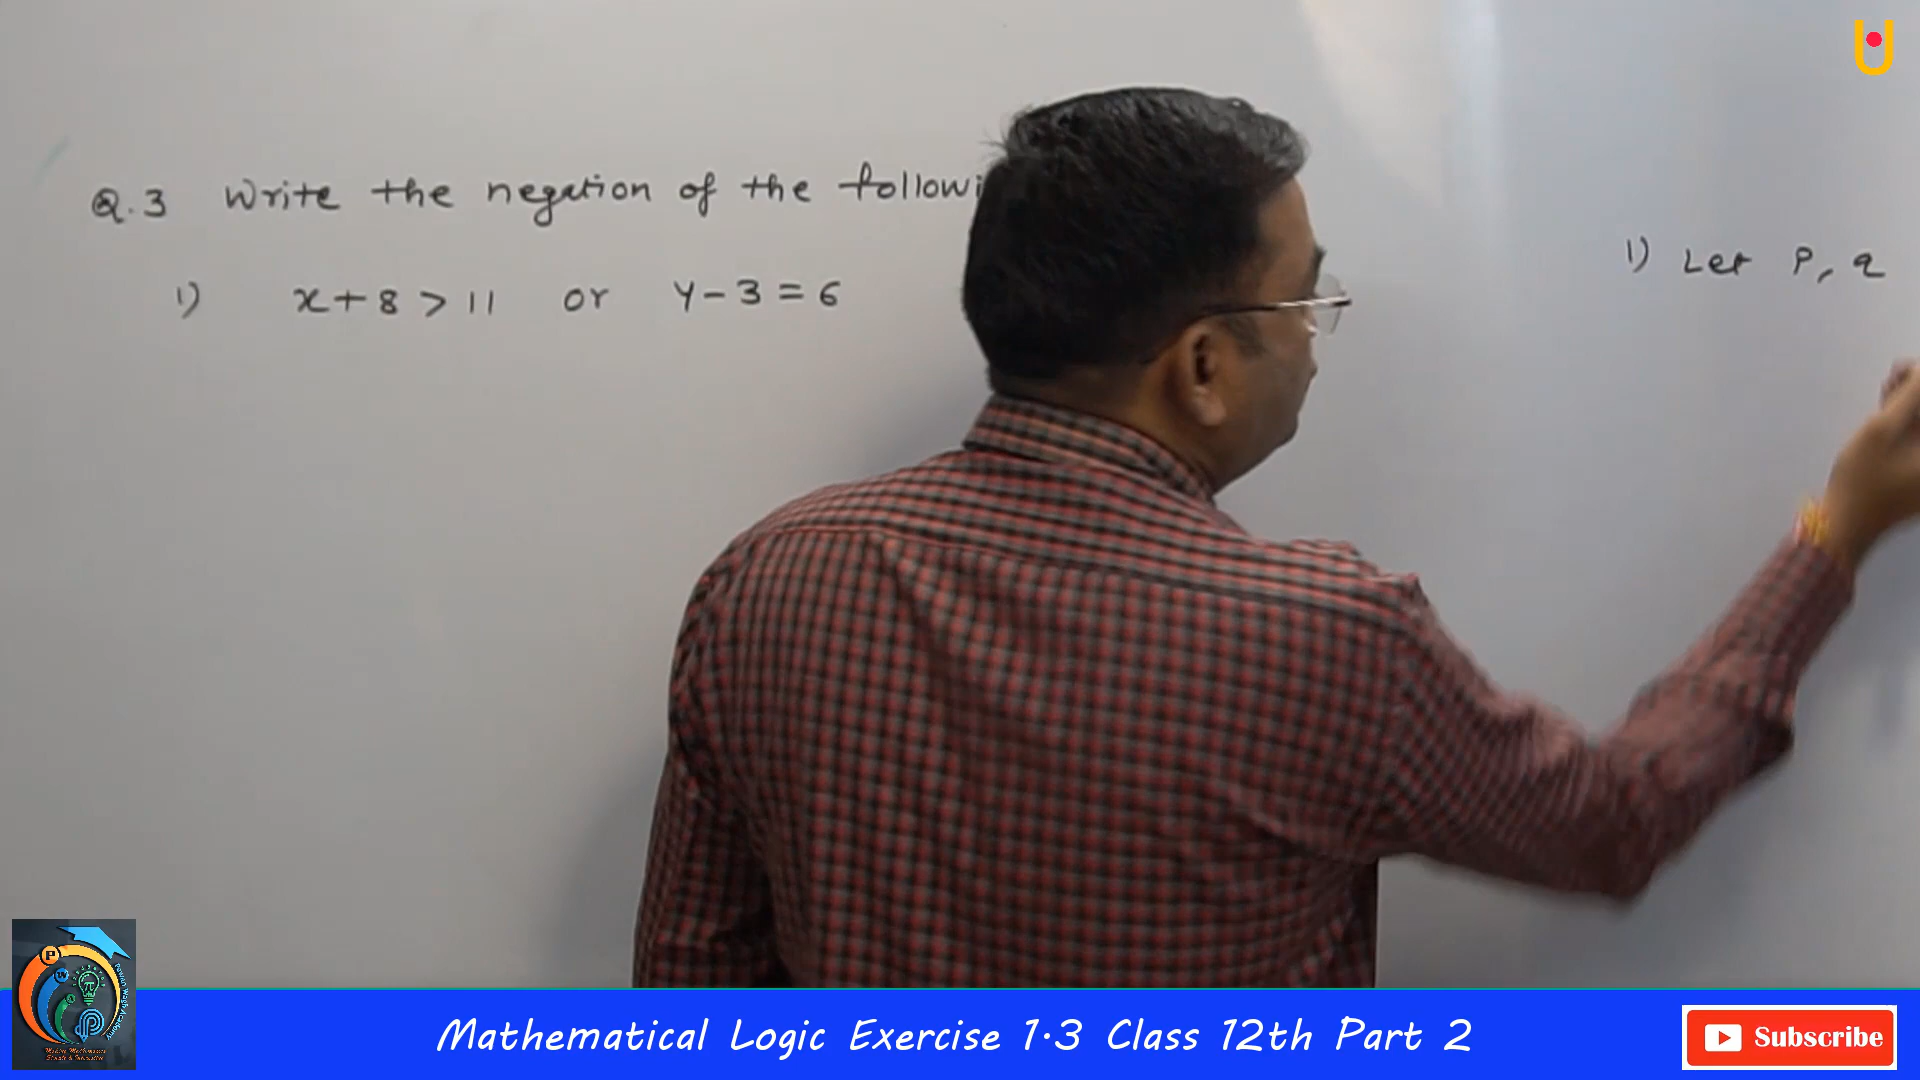 Q.3 Write the negation of the followi
1) x + 8 > 11 or y - 3 = 6
1) Let p, q
Mathematical Logic Exercise 1.3 Class 12th Part 2
Subscribe